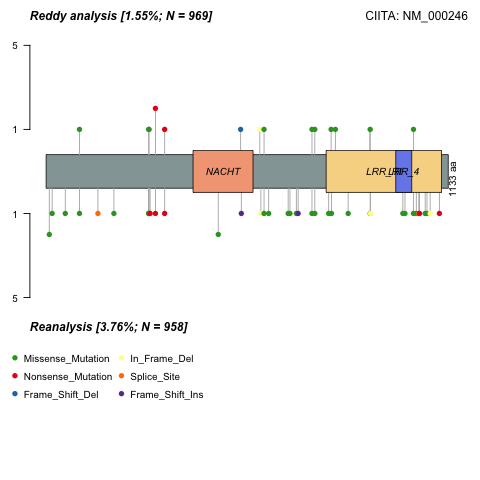 Reddy analysis [1.55%; N = 969]
CIITA: NM_000246
5
1
NACHT
LRR_4
1133 aa
1
5
Reanalysis [3.76%; N = 958]
Missense_Mutation
In_Frame_Del
Nonsense_Mutation
Splice_Site
Frame_Shift_Del
Frame_Shift_Ins